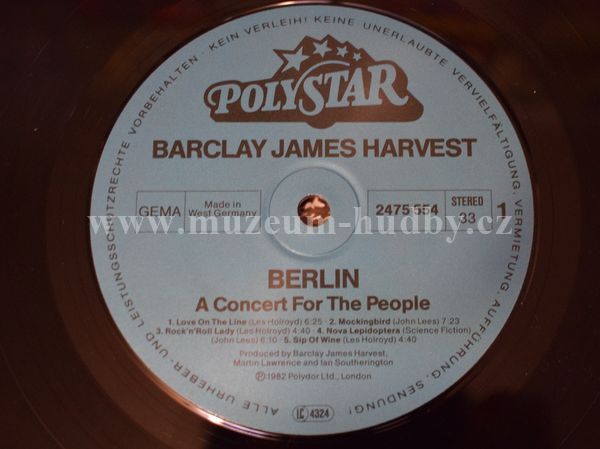 ALLE URHEBER- UND LEISTUNGSSCHUTZRECHTE VORBEHALTEN · KEIN VERLEIH! KEINE UNERLAUBTE VERVIELFÄLTIGUNG, VERMIETUNG, AUFFÜHRUNG, SENDUNG!
POLYSTAR
BARCLAY JAMES HARVEST
GEMA
Made in
West Germany
2475 554
STEREO
33
1
www.muzeum-hudby.cz
BERLIN
A Concert For The People
1. Love On The Line (Les Holroyd) 6:25 · 2. Mockingbird (John Lees) 7:23
3. Rock'n'Roll Lady (Les Holroyd) 4:40 · 4. Nova Lepidoptera (Science Fiction)
(John Lees) 6:10 · 5. Sip Of Wine (Les Holroyd) 4:40
Produced by Barclay James Harvest,
Martin Lawrence and Ian Southerington
Ⓟ 1982 Polydor Ltd., London
LC 4324